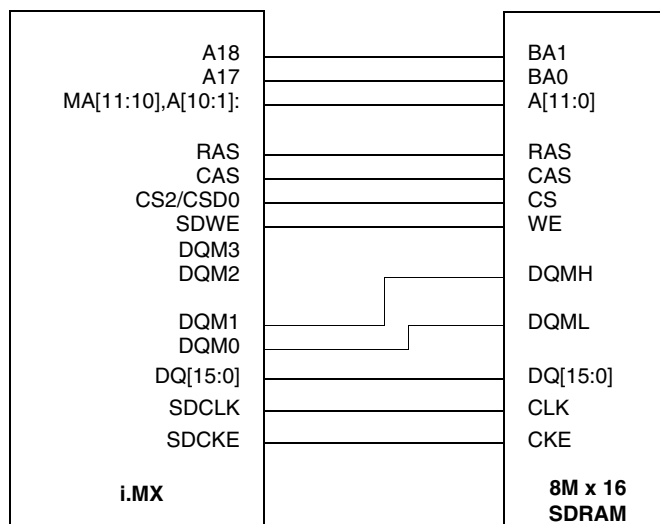 A18 BA1
A17 BA0
MA[11:10],A[10:1]: A[11:0]
RAS RAS
CAS CAS
CS2/CSD0 CS
SDWE WE
DQM3
DQM2 DQMH
DQM1 DQML
DQM0
DQ[15:0] DQ[15:0]
SDCLK CLK
SDCKE CKE
i.MX 8M x 16
SDRAM